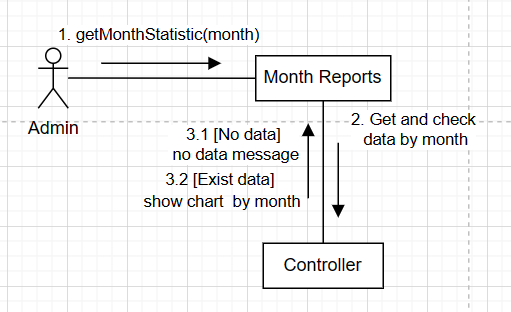 1. getMonthStatistic(month)
Month Reports
Admin
2. Get and check
data by month
3.1 [No data]
no data message
3.2 [Exist data]
show chart  by month
Controller